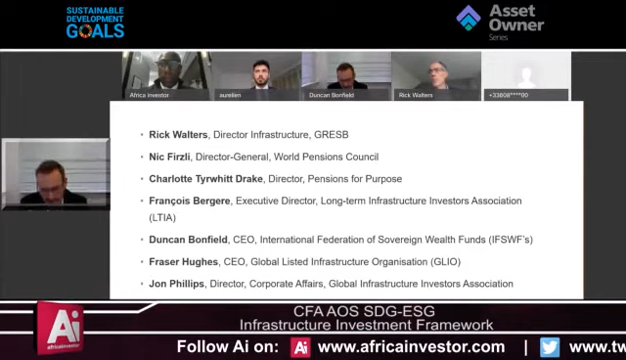 SUSTAINABLE
DEVELOPMENT
GOALS
Asset
Owner
Series
Africa Investor
aurelien
Duncan Bonfield
Rick Walters
+33608****90
• Rick Walters, Director Infrastructure, GRESB
• Nic Firzli, Director-General, World Pensions Council
• Charlotte Tyrwhitt Drake, Director, Pensions for Purpose
• François Bergere, Executive Director, Long-term Infrastructure Investors Association
(LTIA)
• Duncan Bonfield, CEO, International Federation of Sovereign Wealth Funds (IFSWF's)
• Fraser Hughes, CEO, Global Listed Infrastructure Organisation (GLIO)
• Jon Phillips, Director, Corporate Affairs, Global Infrastructure Investors Association
Ai
africainvestor
CFA AOS SDG-ESG
Infrastructure Investment Framework
Follow Ai on: Ai www.africainvestor.com | www.tw